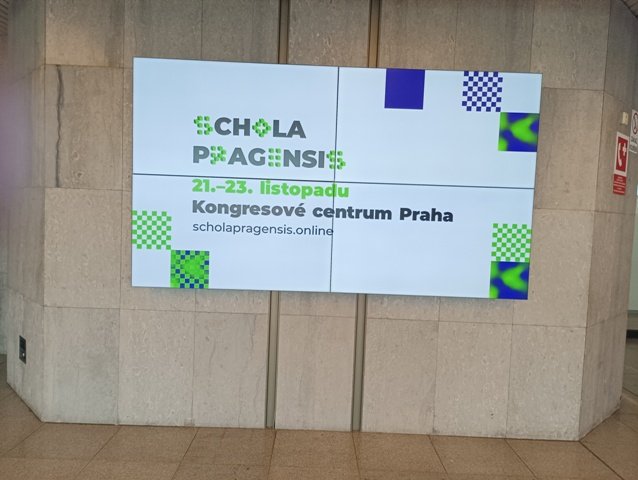 SCHOLA
PRAGENSIS
21.–23. listopadu
Kongresové centrum Praha
scholapragensis.online